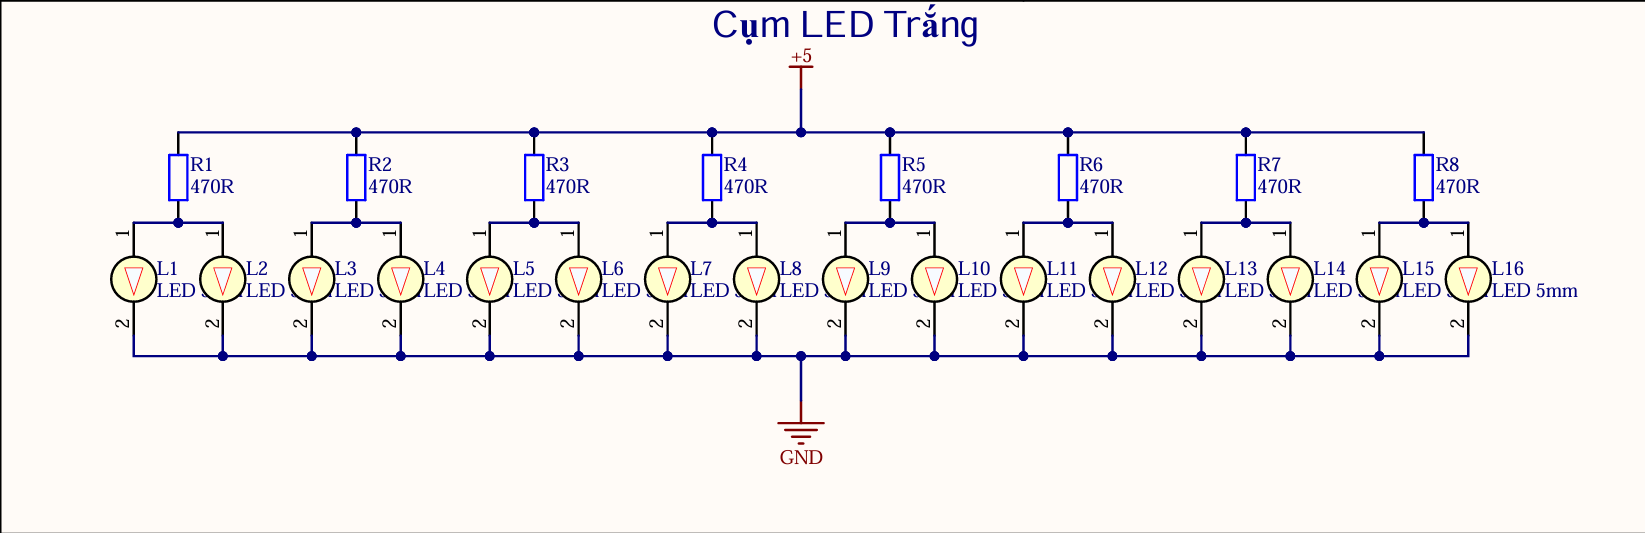 Cụm LED Trắng
+5
R1 R2 R3 R4 R5 R6 R7 R8
470R 470R 470R 470R 470R 470R 470R 470R
1 1 1 1 1 1 1 1 1 1 1 1 1 1 1 1
L1 L2 L3 L4 L5 L6 L7 L8 L9 L10 L11 L12 L13 L14 L15 L16
LED LED LED LED LED LED LED LED LED LED LED LED LED LED LED LED 5mm
2 2 2 2 2 2 2 2 2 2 2 2 2 2 2 2
GND